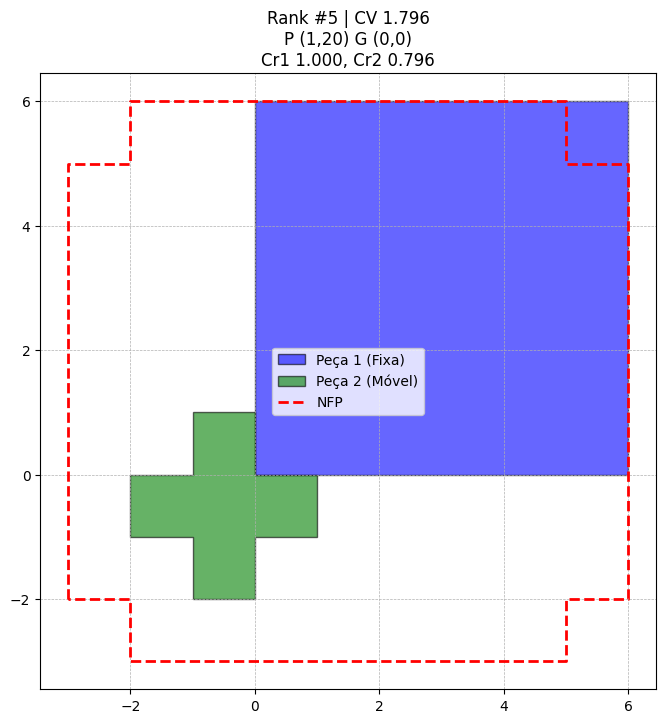 Rank #5 | CV 1.796
P (1,20) G (0,0)
Cr1 1.000, Cr2 0.796
6
4
2
0
−2
Peça 1 (Fixa)
Peça 2 (Móvel)
NFP
−2
0
2
4
6